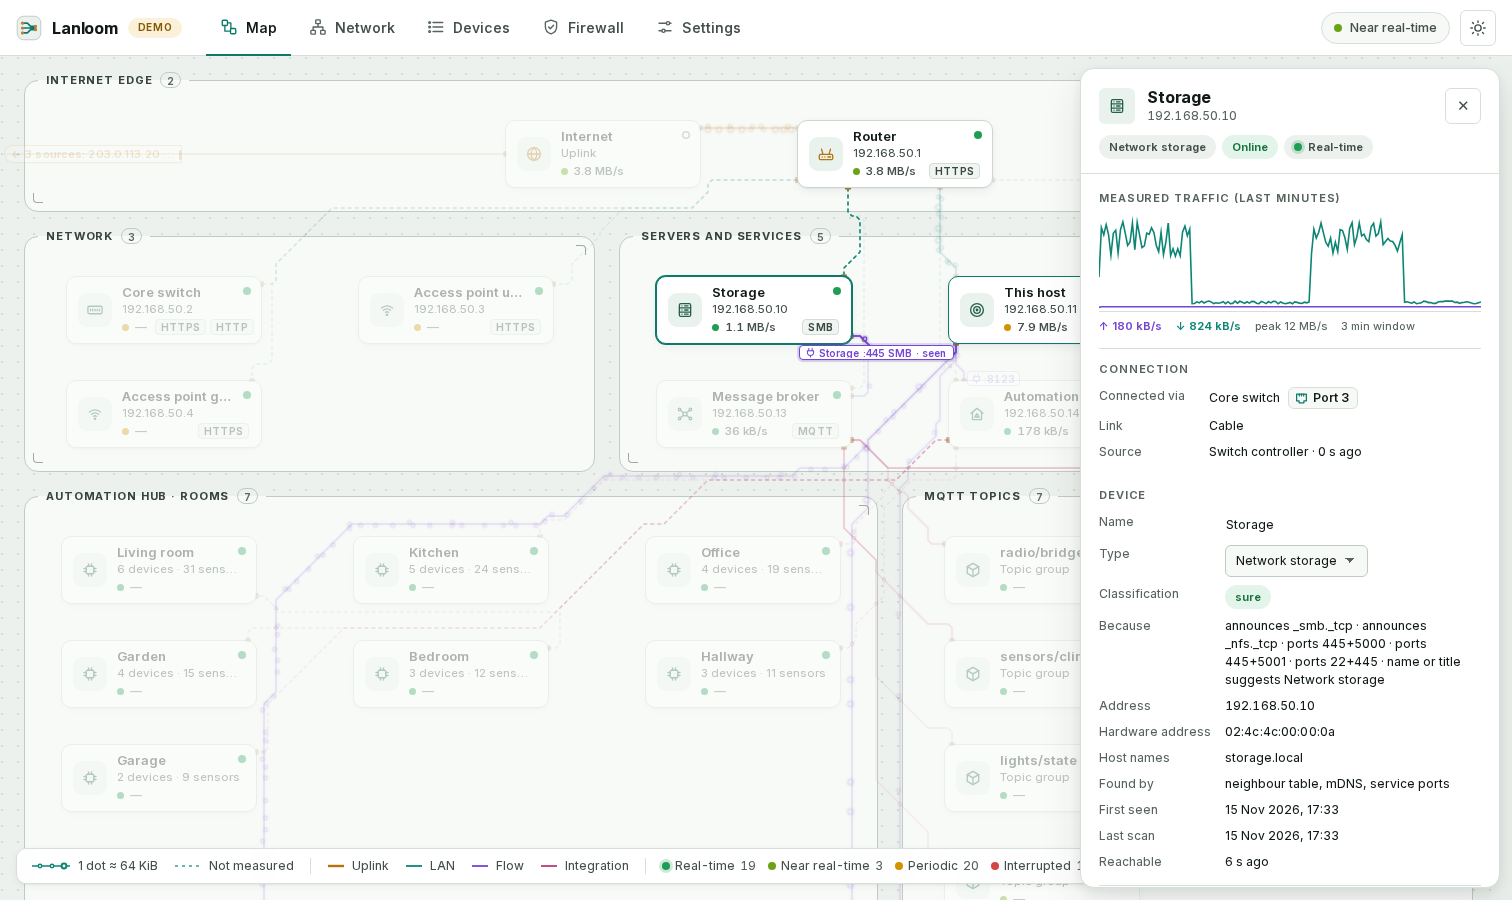 Lanloom DEMO Map Network Devices Firewall Settings Near real-time
INTERNET EDGE 2
Internet
Uplink
3.8 MB/s
Router
192.168.50.1
3.8 MB/s HTTPS
3 sources: 203.0.113.20
NETWORK 3
Core switch
192.168.50.2
— HTTPS HTTP
Access point u...
192.168.50.3
— HTTPS
Access point g...
192.168.50.4
— HTTPS
SERVERS AND SERVICES 5
Storage
192.168.50.10
1.1 MB/s SMB
This host
192.168.50.11
7.9 MB/s
Storage :445 SMB · seen
8123
Message broker
192.168.50.13
36 kB/s MQTT
Automation
192.168.50.14
178 kB/s
AUTOMATION HUB · ROOMS 7
Living room
6 devices · 31 sens...
—
Kitchen
5 devices · 24 sens...
—
Office
4 devices · 19 sens...
—
Garden
4 devices · 15 sens...
—
Bedroom
3 devices · 12 sens...
—
Hallway
3 devices · 11 sensors
—
Garage
2 devices · 9 sensors
—
MQTT TOPICS 7
radio/bridge
Topic group
—
Topic group
—
lights/state
Topic group
—
Topic group
1 dot ≈ 64 KiB Not measured Uplink LAN Flow Integration Real-time 19 Near real-time 3 Periodic 20 Interrupted
Storage
192.168.50.10
Network storage Online Real-time
MEASURED TRAFFIC (LAST MINUTES)
↑ 180 kB/s ↓ 824 kB/s peak 12 MB/s 3 min window
CONNECTION
Connected via Core switch Port 3
Link Cable
Source Switch controller · 0 s ago
DEVICE
Name Storage
Type Network storage
Classification sure
Because announces _smb._tcp · announces
_nfs._tcp · ports 445+5000 · ports
445+5001 · ports 22+445 · name or title
suggests Network storage
Address 192.168.50.10
Hardware address 02:4c:4c:00:00:0a
Host names storage.local
Found by neighbour table, mDNS, service ports
First seen 15 Nov 2026, 17:33
Last scan 15 Nov 2026, 17:33
Reachable 6 s ago